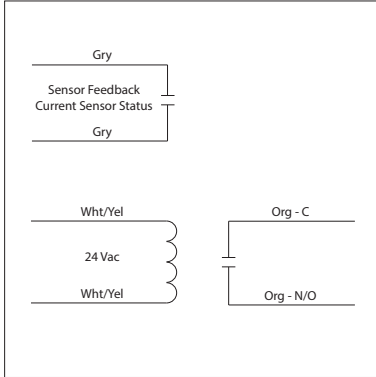 Gry
Sensor Feedback
Current Sensor Status
Gry
Wht/Yel
Org - C
24 Vac
Wht/Yel
Org - N/O